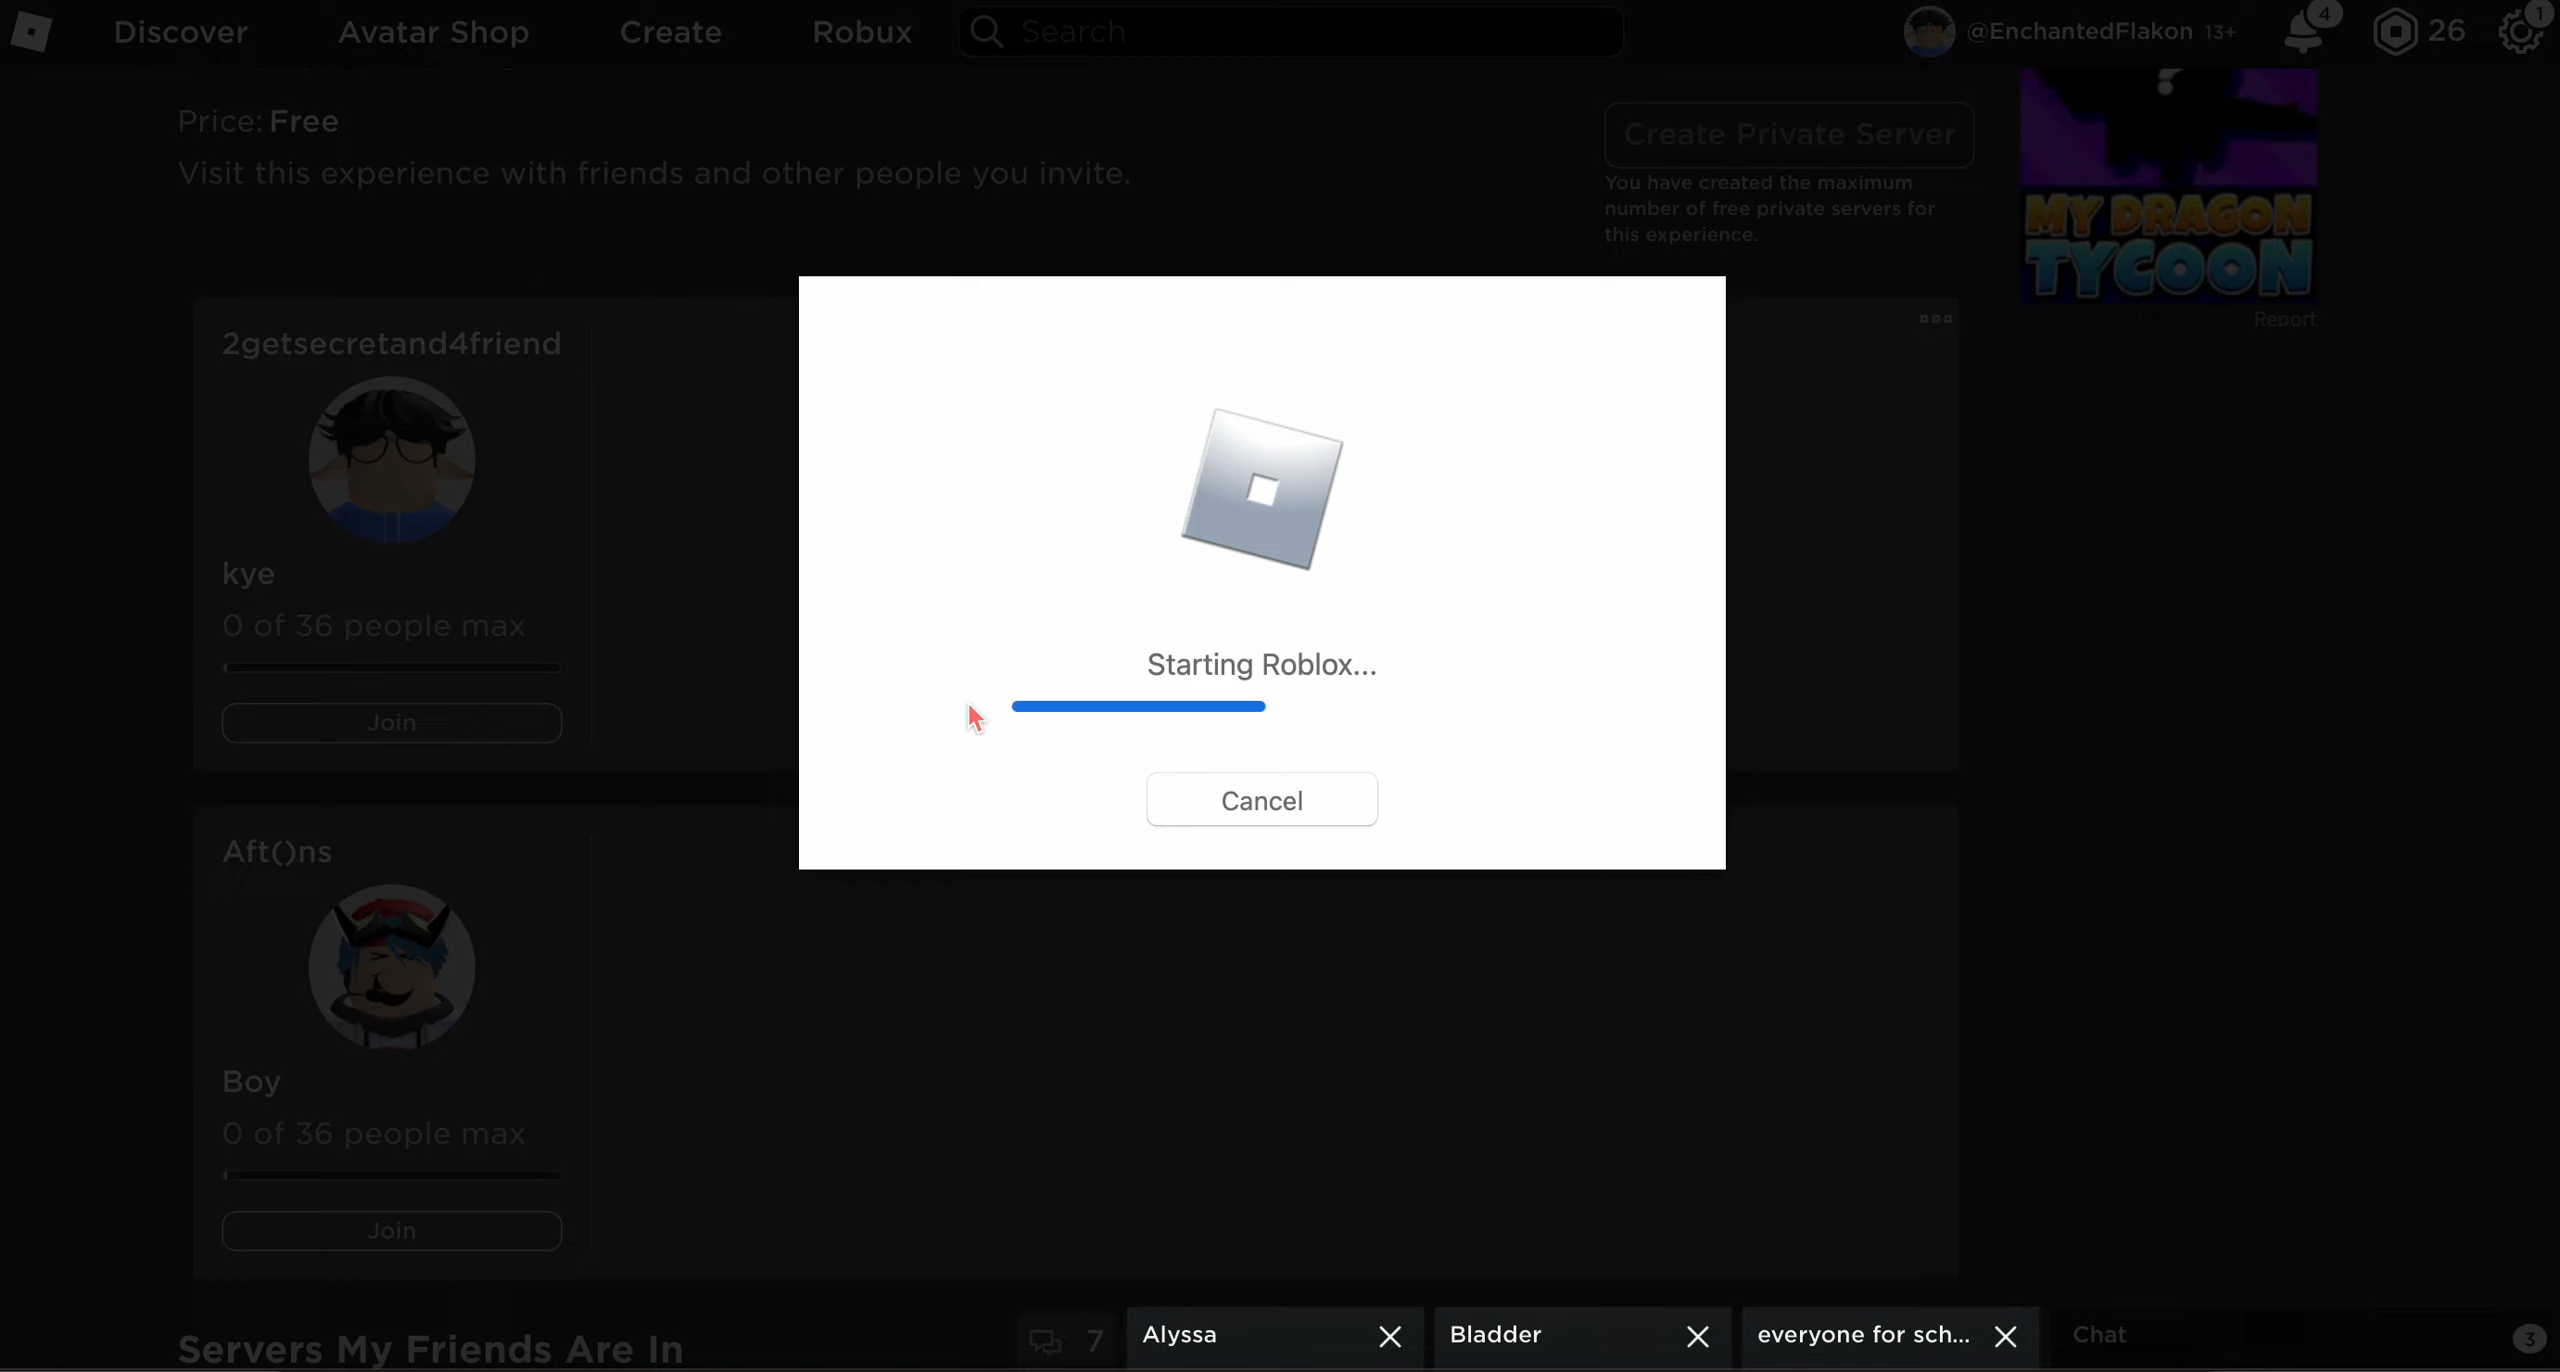 Discover Avatar Shop Create Robux Search @EnchantedFlakon 13+ 4 26 1
Price: Free
Visit this experience with friends and other people you invite.
Create Private Server
You have created the maximum
number of free private servers for
this experience.
?
MY DRAGON
TYCOON
Report
2getsecretand4friend
kye
0 of 36 people max
Join
Starting Roblox...
Cancel
Aft()ns
Boy
0 of 36 people max
Join
Servers My Friends Are In
7 Alyssa Bladder everyone for sch... Chat 3